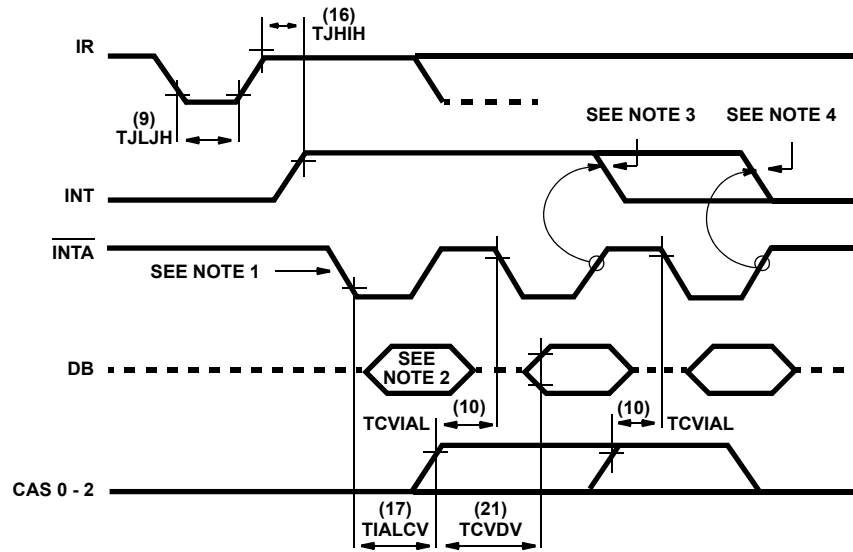 (16)
TJHIH
IR
(9)
TJLJH
SEE NOTE 3
SEE NOTE 4
INT
INTA
SEE NOTE 1
DB
SEE
NOTE 2
(10)
TCVIAL
(10)
TCVIAL
CAS 0 - 2
(17)
TIALCV
(21)
TCVDV